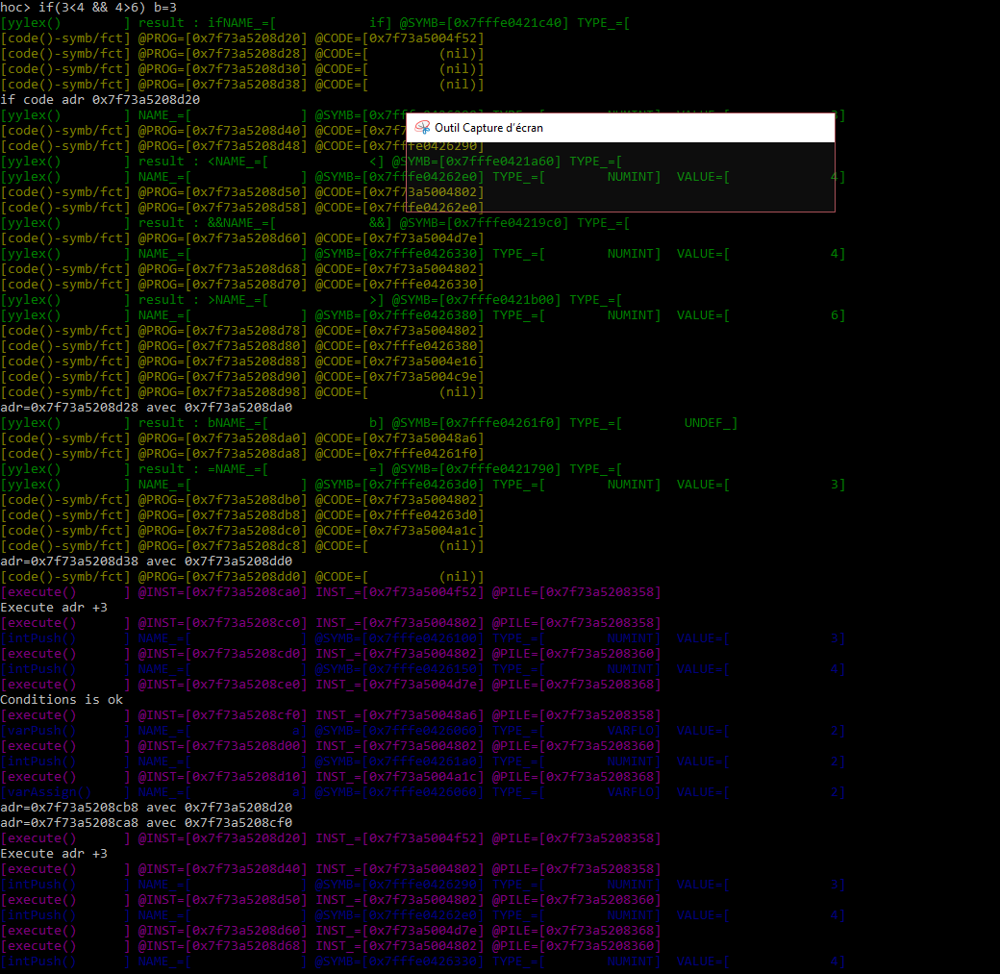 hoc> if(3<4 && 4>6) b=3
[yylex() ] result : ifNAME_=[ if] @SYMB=[0x7fffe0421c40] TYPE_=[
[code()-symb/fct] @PROG=[0x7f73a5208d20] @CODE=[0x7f73a5004f52]
[code()-symb/fct] @PROG=[0x7f73a5208d28] @CODE=[ (nil)]
[code()-symb/fct] @PROG=[0x7f73a5208d30] @CODE=[ (nil)]
[code()-symb/fct] @PROG=[0x7f73a5208d38] @CODE=[ (nil)]
if code adr 0x7f73a5208d20
[yylex() ] NAME_=[ ]
Outil Capture d'écran
[code()-symb/fct] @PROG=[0x7f73a5208d40]
[code()-symb/fct] @PROG=[0x7f73a5208d48] @CODE=[0x7fffe0426290]
[yylex() ] result : <NAME_=[ <] @SYMB=[0x7fffe0421a60] TYPE_=[
[yylex() ] NAME_=[ ] @SYMB=[0x7fffe04262e0] TYPE_=[ NUMINT] VALUE=[ 4]
[code()-symb/fct] @PROG=[0x7f73a5208d50] @CODE=[0x7f73a5004802]
[code()-symb/fct] @PROG=[0x7f73a5208d58] @CODE=[0x7fffe04262e0]
[yylex() ] result : &&NAME_=[ &&] @SYMB=[0x7fffe04219c0] TYPE_=[
[code()-symb/fct] @PROG=[0x7f73a5208d60] @CODE=[0x7f73a5004d7e]
[yylex() ] NAME_=[ ] @SYMB=[0x7fffe0426330] TYPE_=[ NUMINT] VALUE=[ 4]
[code()-symb/fct] @PROG=[0x7f73a5208d68] @CODE=[0x7f73a5004802]
[code()-symb/fct] @PROG=[0x7f73a5208d70] @CODE=[0x7fffe0426330]
[yylex() ] result : >NAME_=[ >] @SYMB=[0x7fffe0421b00] TYPE_=[
[yylex() ] NAME_=[ ] @SYMB=[0x7fffe0426380] TYPE_=[ NUMINT] VALUE=[ 6]
[code()-symb/fct] @PROG=[0x7f73a5208d78] @CODE=[0x7f73a5004802]
[code()-symb/fct] @PROG=[0x7f73a5208d80] @CODE=[0x7fffe0426380]
[code()-symb/fct] @PROG=[0x7f73a5208d88] @CODE=[0x7f73a5004e16]
[code()-symb/fct] @PROG=[0x7f73a5208d90] @CODE=[0x7f73a5004c9e]
[code()-symb/fct] @PROG=[0x7f73a5208d98] @CODE=[ (nil)]
adr=0x7f73a5208d28 avec 0x7f73a5208da0
[yylex() ] result : bNAME_=[ b] @SYMB=[0x7fffe04261f0] TYPE_=[ UNDEF_]
[code()-symb/fct] @PROG=[0x7f73a5208da0] @CODE=[0x7f73a50048a6]
[code()-symb/fct] @PROG=[0x7f73a5208da8] @CODE=[0x7fffe04261f0]
[yylex() ] result : =NAME_=[ =] @SYMB=[0x7fffe0421790] TYPE_=[
[yylex() ] NAME_=[ ] @SYMB=[0x7fffe04263d0] TYPE_=[ NUMINT] VALUE=[ 3]
[code()-symb/fct] @PROG=[0x7f73a5208db0] @CODE=[0x7f73a5004802]
[code()-symb/fct] @PROG=[0x7f73a5208db8] @CODE=[0x7fffe04263d0]
[code()-symb/fct] @PROG=[0x7f73a5208dc0] @CODE=[0x7f73a5004a1c]
[code()-symb/fct] @PROG=[0x7f73a5208dc8] @CODE=[ (nil)]
adr=0x7f73a5208d38 avec 0x7f73a5208dd0
[code()-symb/fct] @PROG=[0x7f73a5208dd0] @CODE=[ (nil)]
[execute() ] @INST=[0x7f73a5208ca0] INST_=[0x7f73a5004f52] @PILE=[0x7f73a5208358]
Execute adr +3
[execute() ] @INST=[0x7f73a5208cc0] INST_=[0x7f73a5004802] @PILE=[0x7f73a5208358]
[intPush() ] NAME_=[ ] @SYMB=[0x7fffe0426100] TYPE_=[ NUMINT] VALUE=[ 3]
[execute() ] @INST=[0x7f73a5208cd0] INST_=[0x7f73a5004802] @PILE=[0x7f73a5208360]
[intPush() ] NAME_=[ ] @SYMB=[0x7fffe0426150] TYPE_=[ NUMINT] VALUE=[ 4]
[execute() ] @INST=[0x7f73a5208ce0] INST_=[0x7f73a5004d7e] @PILE=[0x7f73a5208368]
Conditions is ok
[execute() ] @INST=[0x7f73a5208cf0] INST_=[0x7f73a50048a6] @PILE=[0x7f73a5208358]
[varPush() ] NAME_=[ a] @SYMB=[0x7fffe0426060] TYPE_=[ VARFLO] VALUE=[ 2]
[execute() ] @INST=[0x7f73a5208d00] INST_=[0x7f73a5004802] @PILE=[0x7f73a5208360]
[intPush() ] NAME_=[ ] @SYMB=[0x7fffe04261a0] TYPE_=[ NUMINT] VALUE=[ 2]
[execute() ] @INST=[0x7f73a5208d10] INST_=[0x7f73a5004a1c] @PILE=[0x7f73a5208368]
[varAssign() ] NAME_=[ a] @SYMB=[0x7fffe0426060] TYPE_=[ VARFLO] VALUE=[ 2]
adr=0x7f73a5208cb8 avec 0x7f73a5208d20
adr=0x7f73a5208ca8 avec 0x7f73a5208cf0
[execute() ] @INST=[0x7f73a5208d20] INST_=[0x7f73a5004f52] @PILE=[0x7f73a5208358]
Execute adr +3
[execute() ] @INST=[0x7f73a5208d40] INST_=[0x7f73a5004802] @PILE=[0x7f73a5208358]
[intPush() ] NAME_=[ ] @SYMB=[0x7fffe0426290] TYPE_=[ NUMINT] VALUE=[ 3]
[execute() ] @INST=[0x7f73a5208d50] INST_=[0x7f73a5004802] @PILE=[0x7f73a5208360]
[intPush() ] NAME_=[ ] @SYMB=[0x7fffe04262e0] TYPE_=[ NUMINT] VALUE=[ 4]
[execute() ] @INST=[0x7f73a5208d60] INST_=[0x7f73a5004d7e] @PILE=[0x7f73a5208368]
[execute() ] @INST=[0x7f73a5208d68] INST_=[0x7f73a5004802] @PILE=[0x7f73a5208360]
[intPush() ] NAME_=[ ] @SYMB=[0x7fffe0426330] TYPE_=[ NUMINT] VALUE=[ 4]